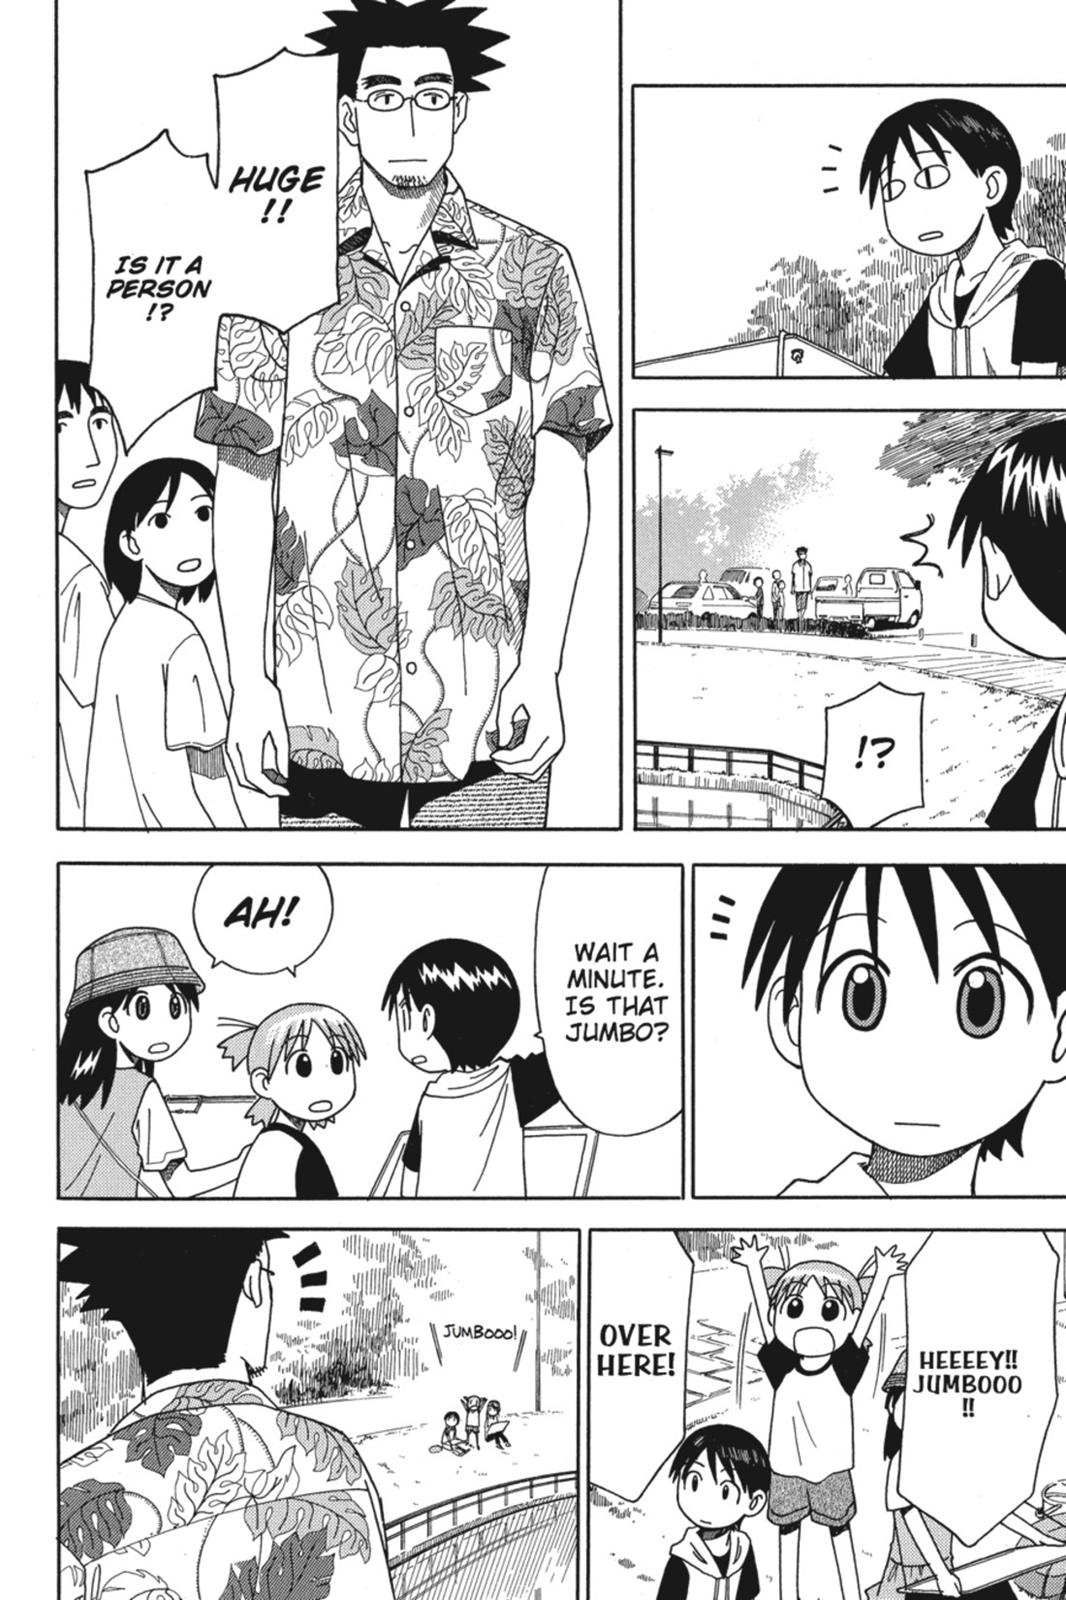 !?
HUGE
!!
IS IT A
PERSON
!?
WAIT A
MINUTE.
IS THAT
JUMBO?
AH!
HEEEEY!!
JUMBOOO
!!
OVER
HERE!
JUMBOOO!